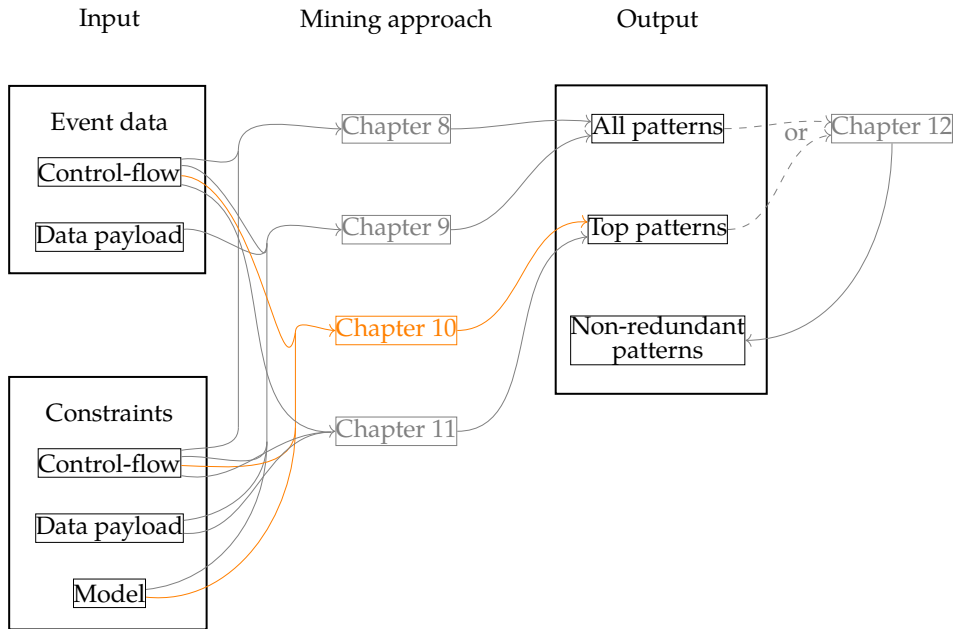 Input
Mining approach
Output
Event data
Control-flow
Data payload
Constraints
Control-flow
Data payload
Model
Chapter 8
Chapter 9
Chapter 10
Chapter 11
All patterns
Top patterns
Non-redundant
patterns
or
Chapter 12